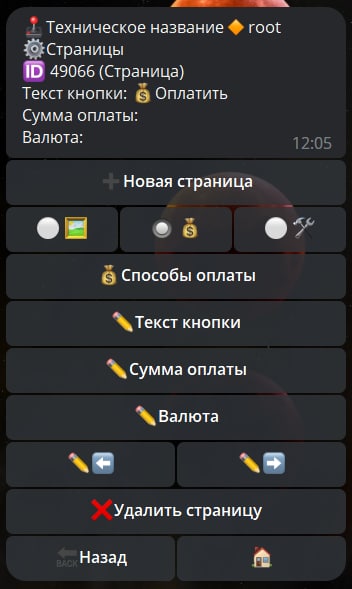 🕹Техническое название🔸root
⚙️Страницы
🆔 49066 (Страница)
Текст кнопки: 💰Оплатить
Сумма оплаты:
Валюта:
12:05
➕Новая страница
⚪️🖼 🔘💰 ⚪️🛠
💰Способы оплаты
✏️Текст кнопки
✏️Сумма оплаты
✏️Валюта
✏️⬅️ ✏️➡️
❌Удалить страницу
🔙Назад 🏠